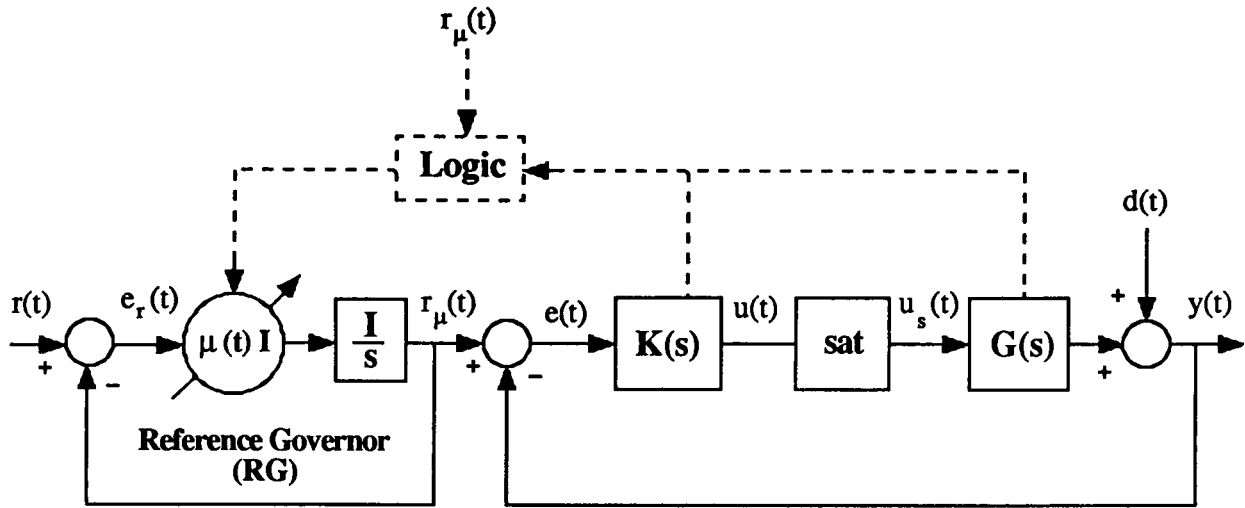 r_μ(t)
Logic
d(t)
r(t)
e_r(t)
μ(t) I
I
s
r_μ(t)
e(t)
K(s)
u(t)
sat
u_s(t)
G(s)
y(t)
+
-
+
-
+
+
Reference Governor
(RG)